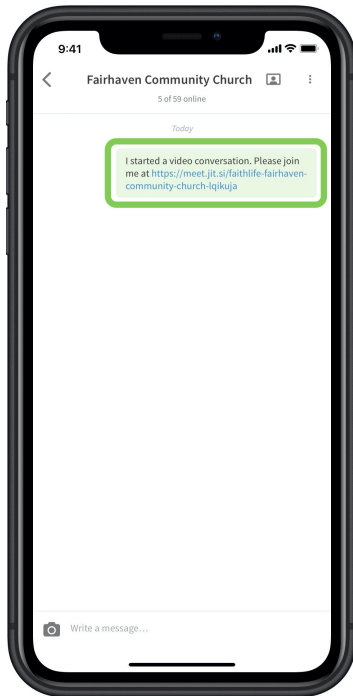 9:41
Fairhaven Community Church
5 of 59 online
Today
I started a video conversation. Please join
me at https://meet.jit.si/faithlife-fairhaven-
community-church-lqikuja
Write a message…